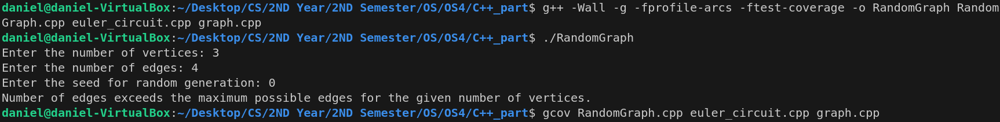 daniel@daniel-VirtualBox:~/Desktop/CS/2ND Year/2ND Semester/OS/OS4/C++_part$ g++ -Wall -g -fprofile-arcs -ftest-coverage -o RandomGraph Random
Graph.cpp euler_circuit.cpp graph.cpp
daniel@daniel-VirtualBox:~/Desktop/CS/2ND Year/2ND Semester/OS/OS4/C++_part$ ./RandomGraph
Enter the number of vertices: 3
Enter the number of edges: 4
Enter the seed for random generation: 0
Number of edges exceeds the maximum possible edges for the given number of vertices.
daniel@daniel-VirtualBox:~/Desktop/CS/2ND Year/2ND Semester/OS/OS4/C++_part$ gcov RandomGraph.cpp euler_circuit.cpp graph.cpp